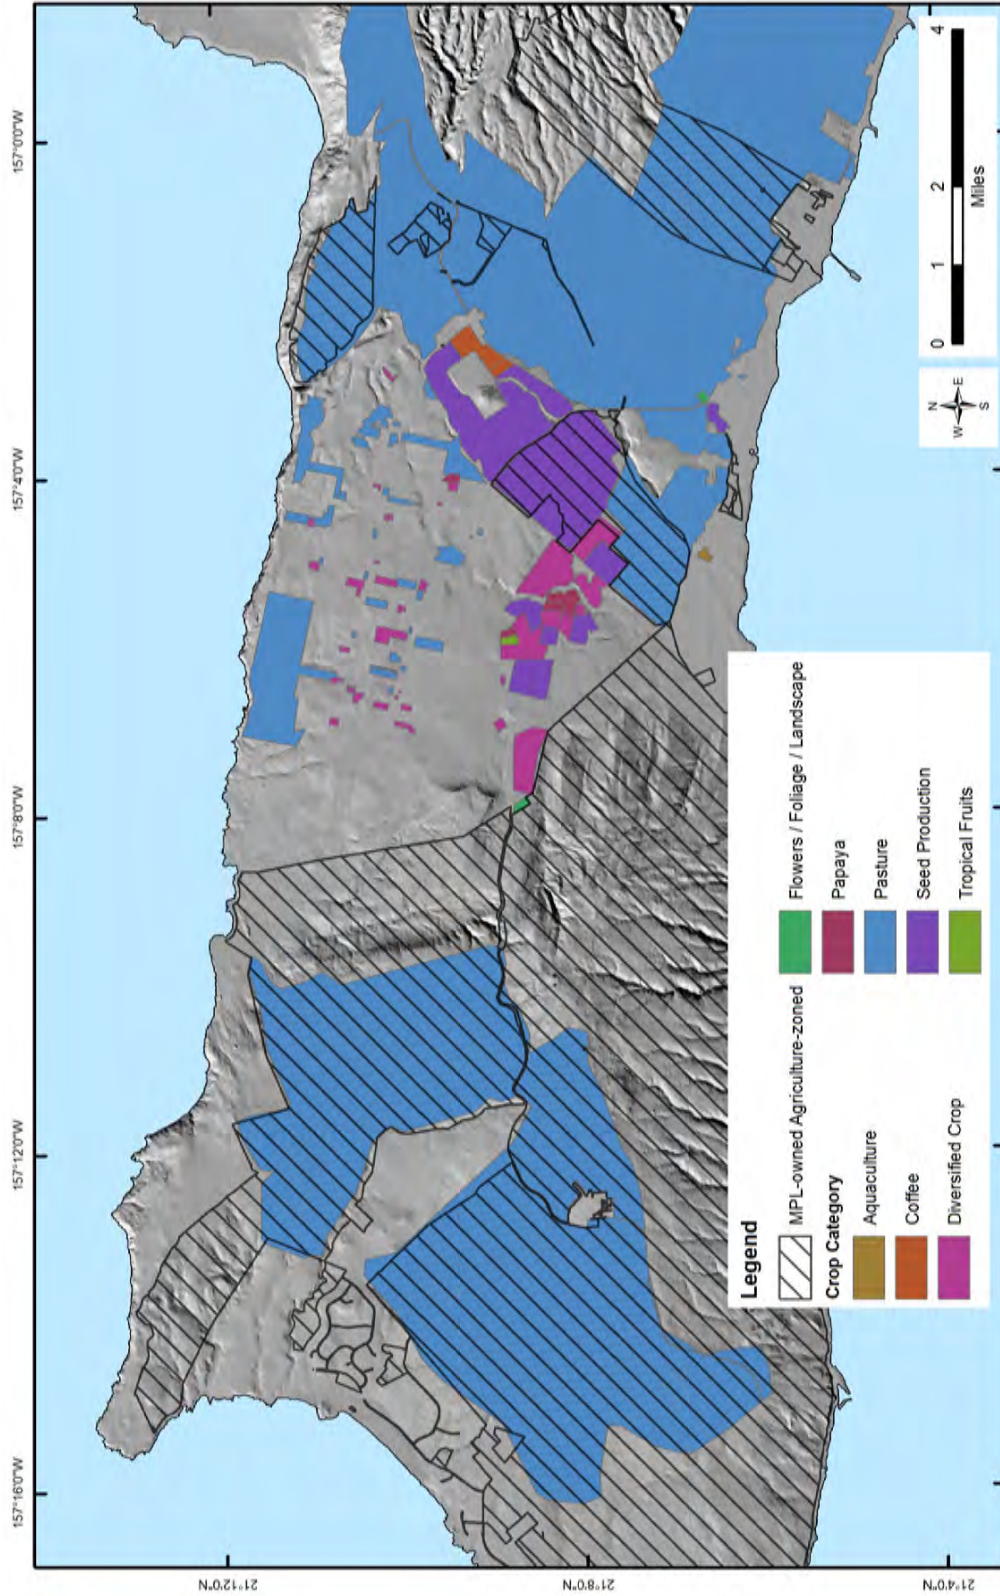 157°16'0"W
157°12'0"W
157°8'0"W
157°4'0"W
157°0'0"W
21°12'0"N
21°8'0"N
21°4'0"N
Legend
MPL-owned Agriculture-zoned
Crop Category
Aquaculture
Coffee
Diversified Crop
Flowers / Foliage / Landscape
Papaya
Pasture
Seed Production
Tropical Fruits
N
W E
S
0 1 2 4
Miles